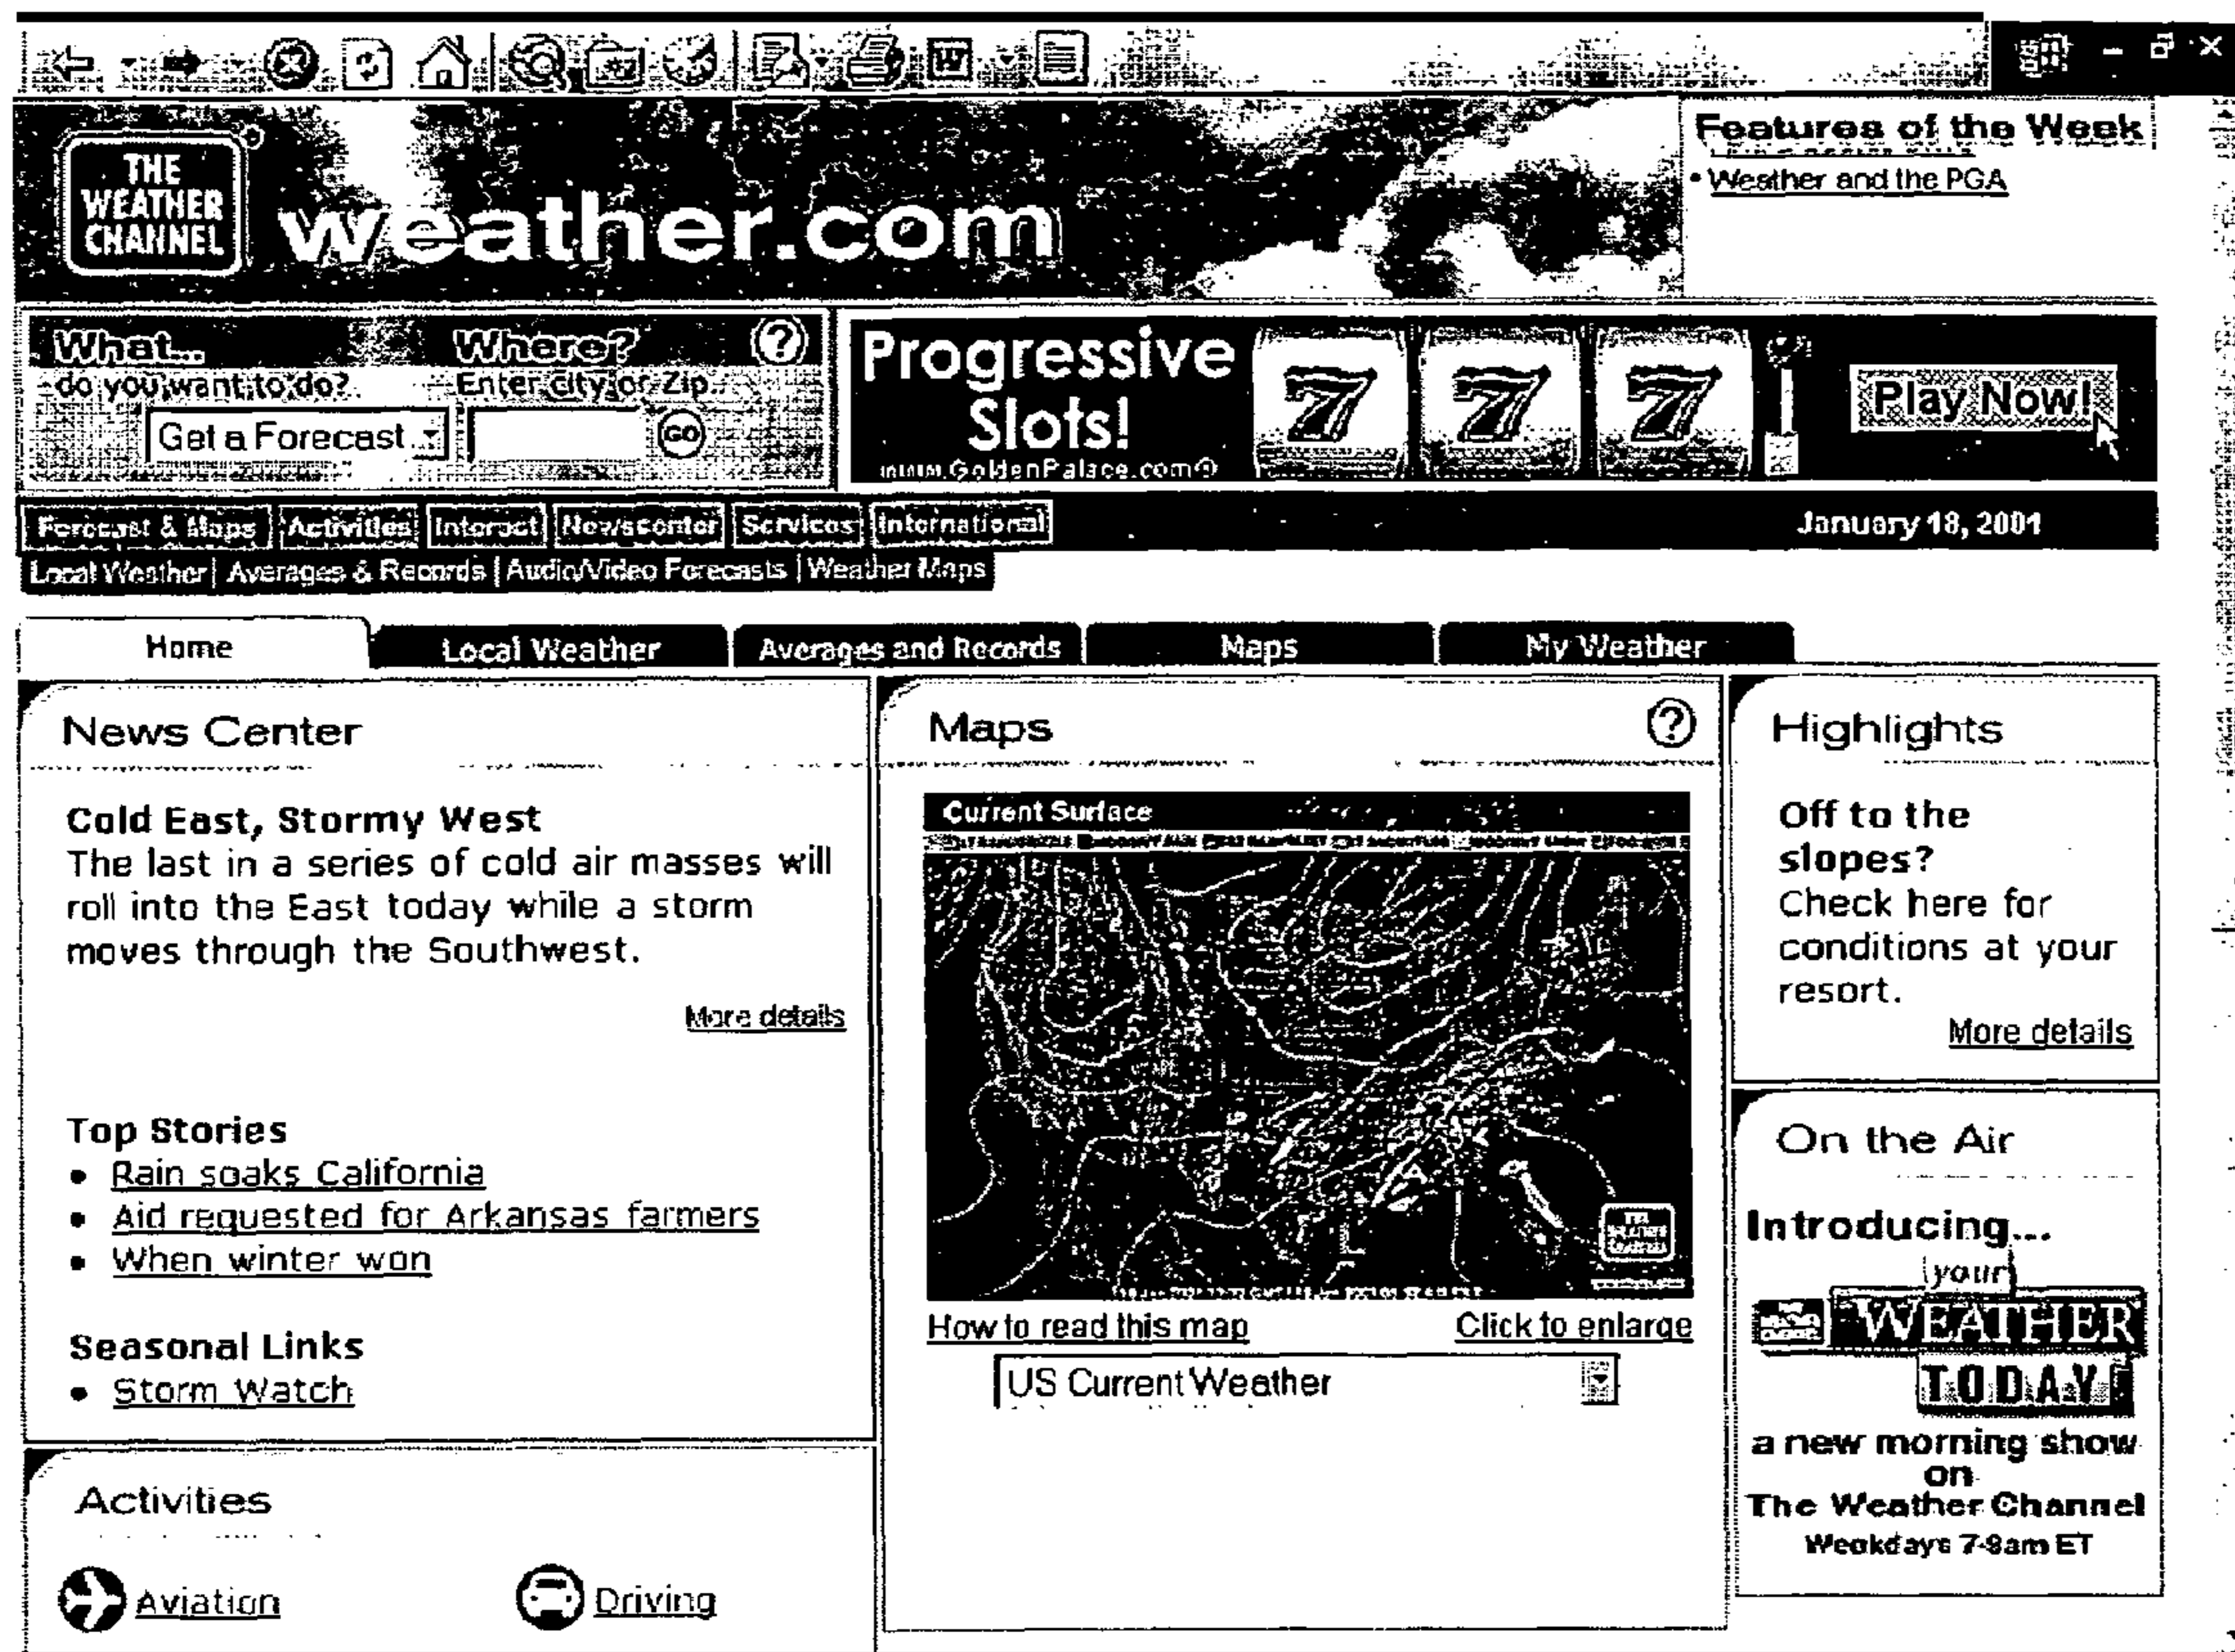 THE
WEATHER
CHANNEL
weather.com
Features of the Week
• Weather and the PGA
What...
do you want to do?
Get a Forecast
Where?
Enter city or Zip
GO
Progressive
Slots!
www.GoldenPalace.com
7 7 7
Play Now!
Forecast & Maps Activities Interact Newscenter Services International
January 18, 2001
Local Weather | Averages & Records | Audio/Video Forecasts | Weather Maps
Home Local Weather Averages and Records Maps My Weather
News Center
Cold East, Stormy West
The last in a series of cold air masses will
roll into the East today while a storm
moves through the Southwest.
More details
Top Stories
• Rain soaks California
• Aid requested for Arkansas farmers
• When winter won
Seasonal Links
• Storm Watch
Activities
Aviation
Driving
Maps
Current Surface
How to read this map
Click to enlarge
US Current Weather
Highlights
Off to the
slopes?
Check here for
conditions at your
resort.
More details
On the Air
Introducing...
your
WEATHER
TODAY
a new morning show
on
The Weather Channel
Weekdays 7-9am ET